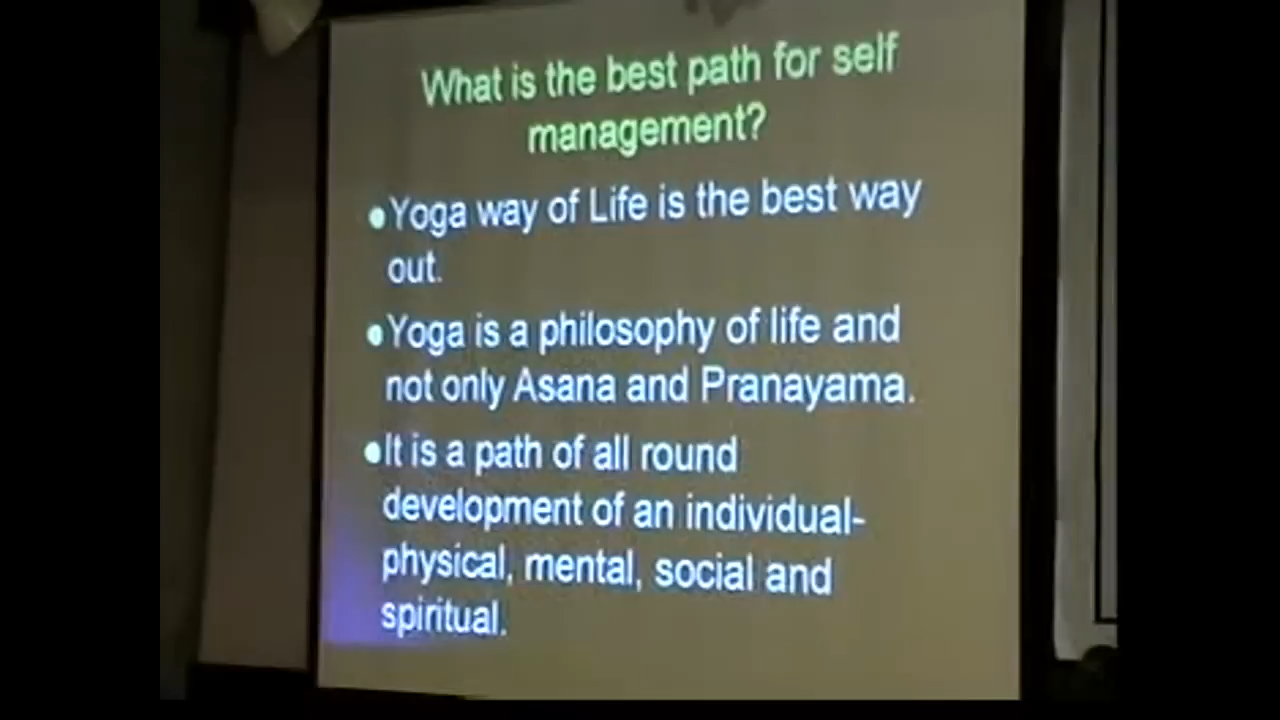 What is the best path for self
management?
●Yoga way of Life is the best way
out.
●Yoga is a philosophy of life and
not only Asana and Pranayama.
●It is a path of all round
development of an individual-
physical, mental, social and
spiritual.